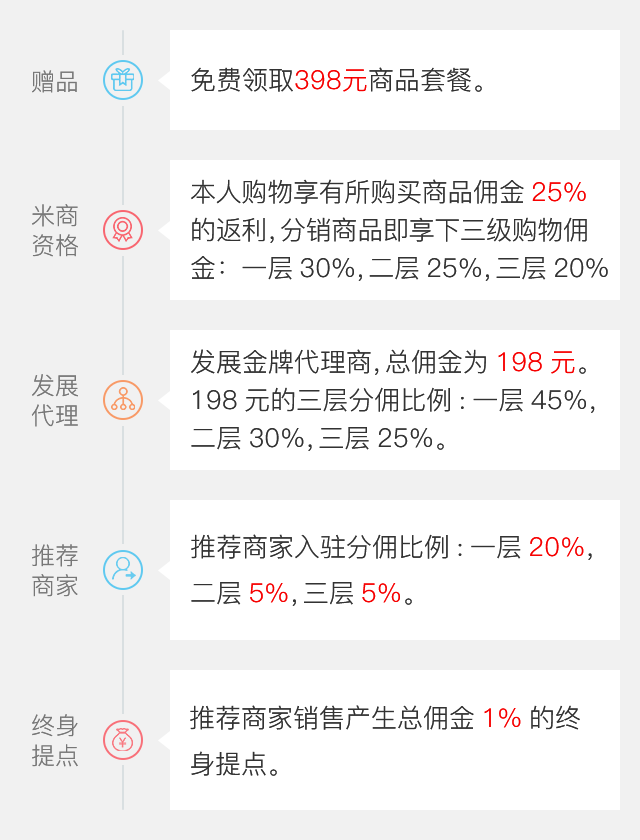 赠品
免费领取398元商品套餐。
米商
资格
本人购物享有所购买商品佣金 25%
的返利,分销商品即享下三级购物佣
金：一层 30%,二层 25%,三层 20%
发展
代理
发展金牌代理商,总佣金为 198 元。
198 元的三层分佣比例 : 一层 45%,
二层 30%,三层 25%。
推荐
商家
推荐商家入驻分佣比例 : 一层 20%,
二层 5%,三层 5%。
终身
提点
推荐商家销售产生总佣金 1% 的终
身提点。